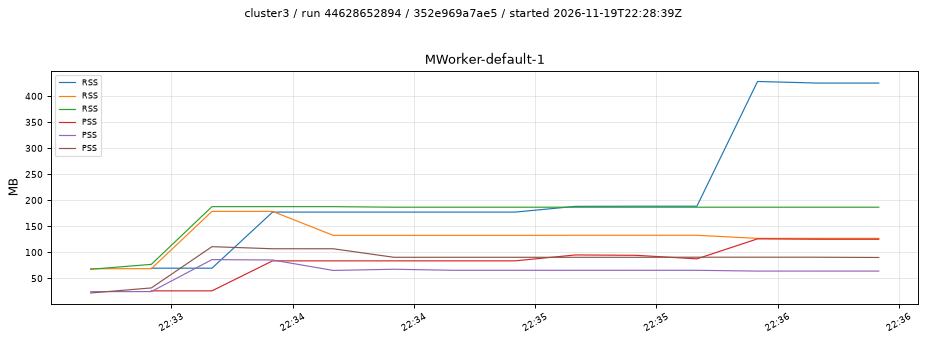 cluster3 / run 44628652894 / 352e969a7ae5 / started 2026-11-19T22:28:39Z
MWorker-default-1
RSS
RSS
RSS
PSS
PSS
PSS
MB
400
350
300
250
200
150
100
50
22:33
22:34
22:34
22:35
22:35
22:36
22:36